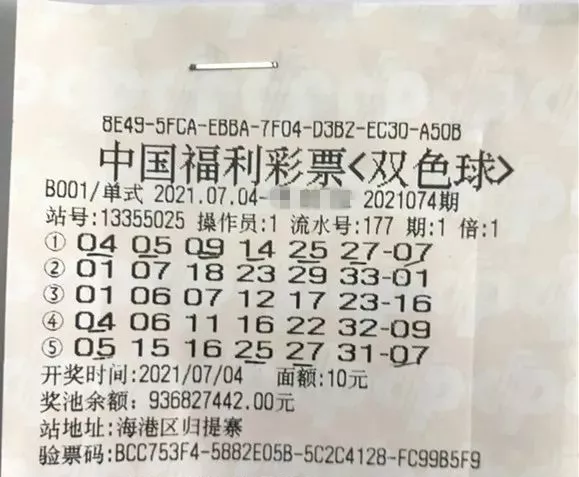 8E49-5FCA-EBBA-7F04-D3B2-EC30-A50B
中国福利彩票<双色球>
B001/单式 2021.07.04- 2021074期
站号:13355025 操作员:1 流水号:177 期:1 倍:1
① 04 05 09 14 25 27-07
② 01 07 18 23 29 33-01
③ 01 06 07 12 17 23-16
④ 04 06 11 16 22 32-09
⑤ 05 15 16 25 27 31-07
开奖时间:2021/07/04 面额:10元
奖池余额: 936827442.00元
站地址:海港区归提寨
验票码:BCC753F4-5882E05B-5C2C4128-FC99B5F9